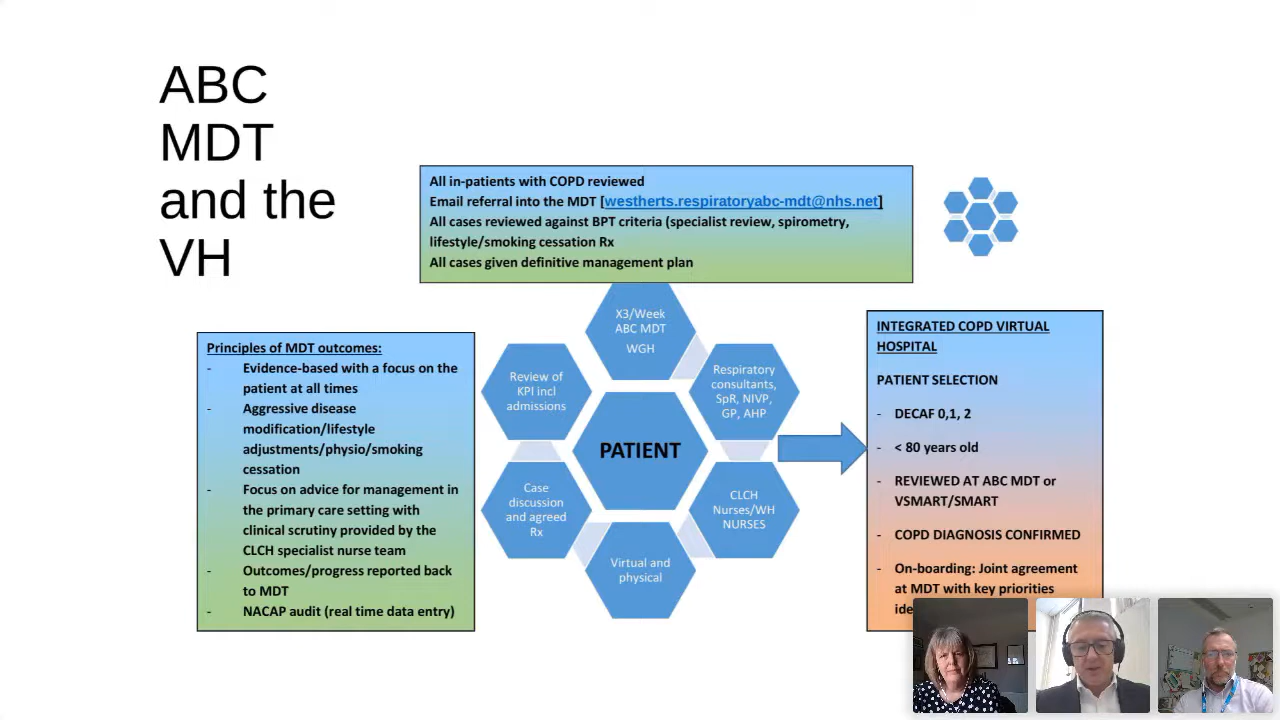 ABC
MDT
and the
VH
All in-patients with COPD reviewed
Email referral into the MDT [westherts.respiratoryabc-mdt@nhs.net]
All cases reviewed against BPT criteria (specialist review, spirometry,
lifestyle/smoking cessation Rx
All cases given definitive management plan
Principles of MDT outcomes:
- Evidence-based with a focus on the
patient at all times
- Aggressive disease
modification/lifestyle
adjustments/physio/smoking
cessation
- Focus on advice for management in
the primary care setting with
clinical scrutiny provided by the
CLCH specialist nurse team
- Outcomes/progress reported back
to MDT
- NACAP audit (real time data entry)
X3/Week
ABC MDT
WGH
Respiratory
consultants,
SpR, NIVP,
GP, AHP
CLCH
Nurses/WH
NURSES
Virtual and
physical
Case
discussion
and agreed
Rx
Review of
KPI incl
admissions
PATIENT
INTEGRATED COPD VIRTUAL
HOSPITAL
PATIENT SELECTION
- DECAF 0,1, 2
- < 80 years old
- REVIEWED AT ABC MDT or
VSMART/SMART
- COPD DIAGNOSIS CONFIRMED
- On-boarding: Joint agreement
at MDT with key priorities